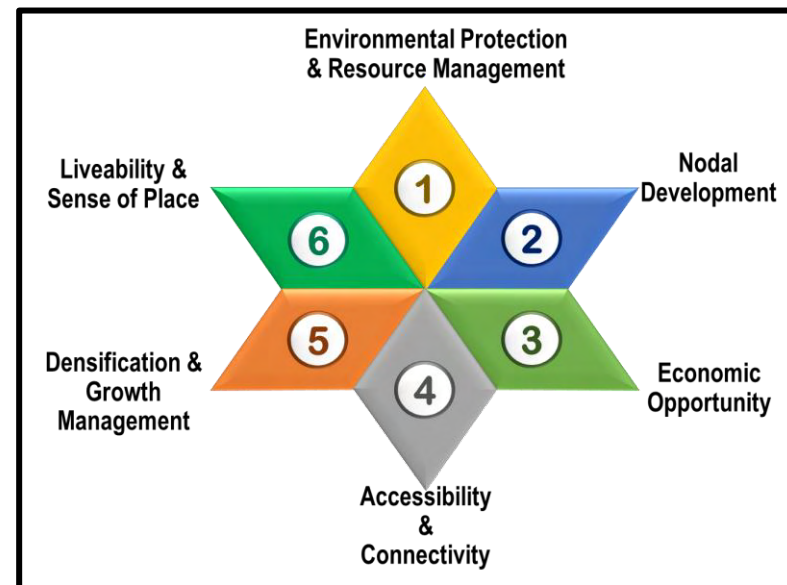 Environmental Protection
& Resource Management
1
Nodal
Development
2
Economic
Opportunity
3
Accessibility
&
Connectivity
4
Densification &
Growth
Management
5
Liveability &
Sense of Place
6